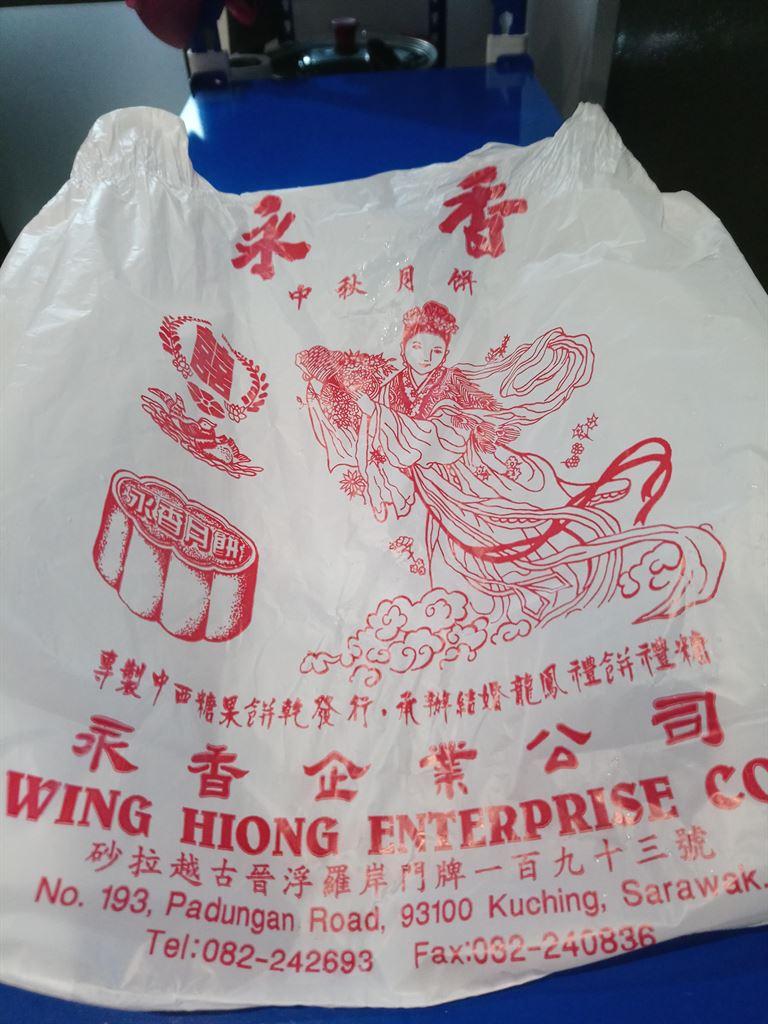 永香
中秋月餅
囍
永香月餅
專製中西糖果餅乾發行，承辦結婚龍鳳禮餅禮糖
永香企業公司
WING HIONG ENTERPRISE CO
砂拉越古晉浮羅岸門牌一百九十三號
No. 193, Padungan Road, 93100 Kuching, Sarawak.
Tel:082-242693 Fax:082-240836